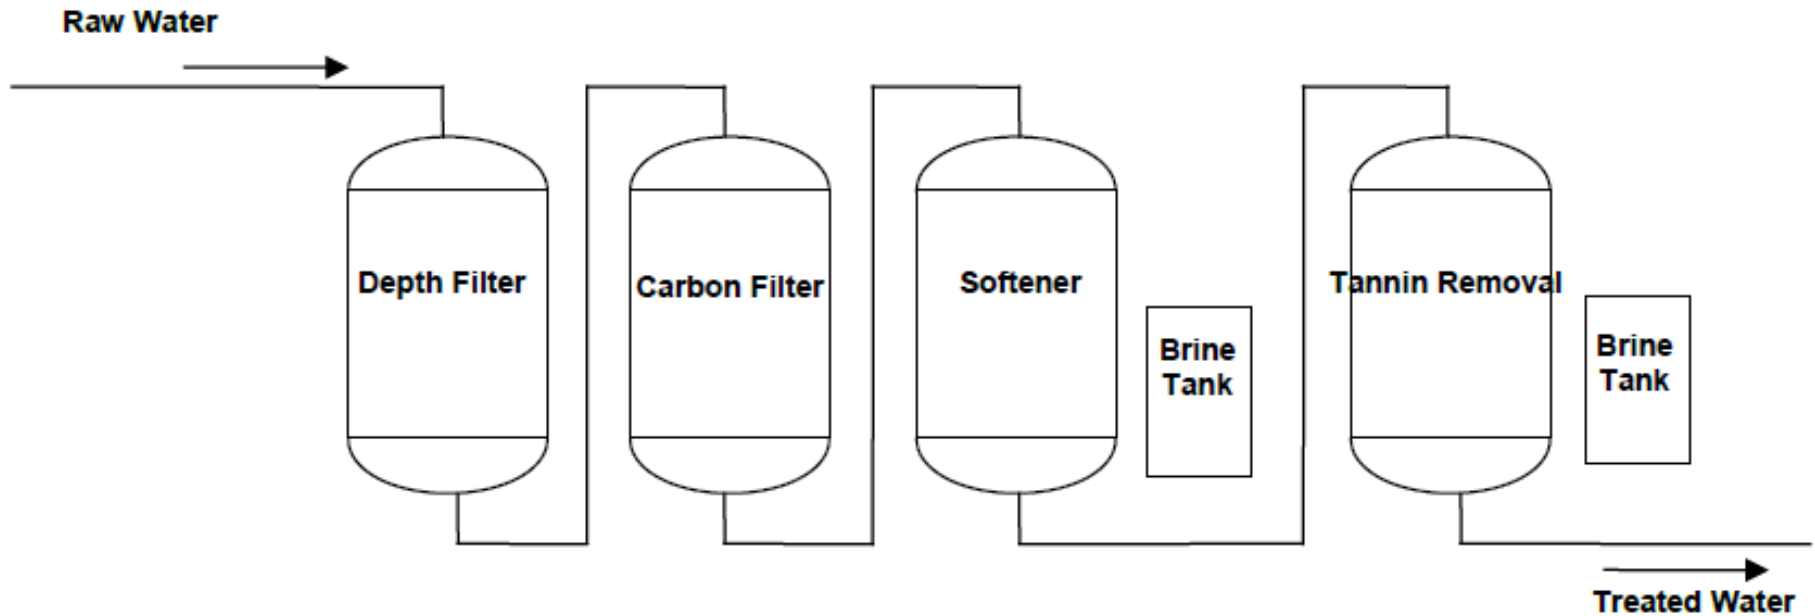 Raw Water
Depth Filter
Carbon Filter
Softener
Brine
Tank
Tannin Removal
Brine
Tank
Treated Water